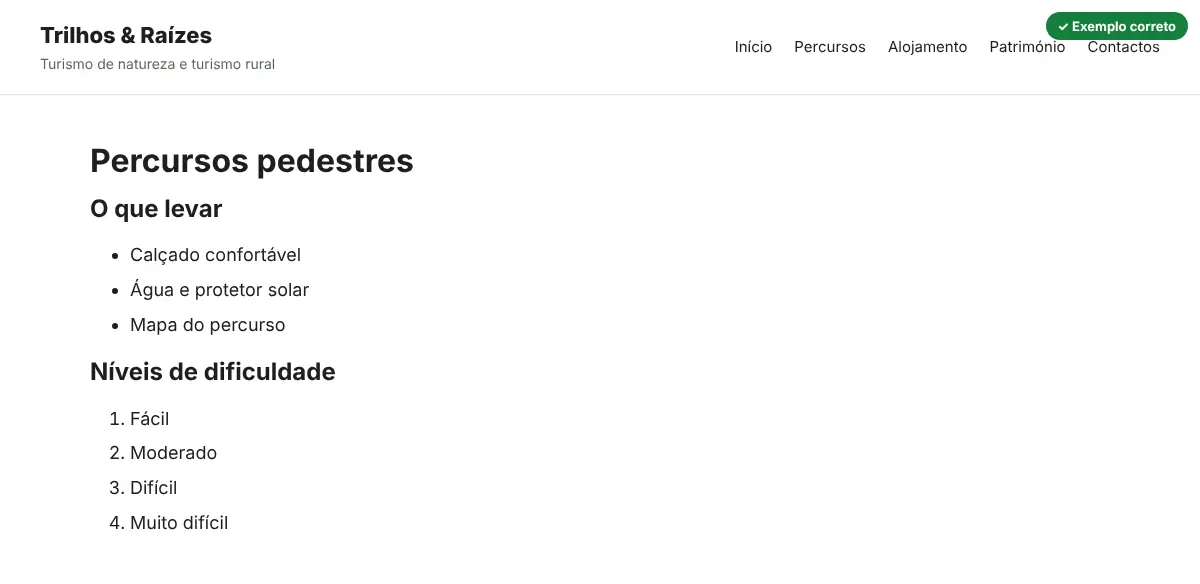 Trilhos & Raízes
Turismo de natureza e turismo rural
✓ Exemplo correto
Início Percursos Alojamento Património Contactos
Percursos pedestres
O que levar
• Calçado confortável
• Água e protetor solar
• Mapa do percurso
Níveis de dificuldade
1. Fácil
2. Moderado
3. Difícil
4. Muito difícil